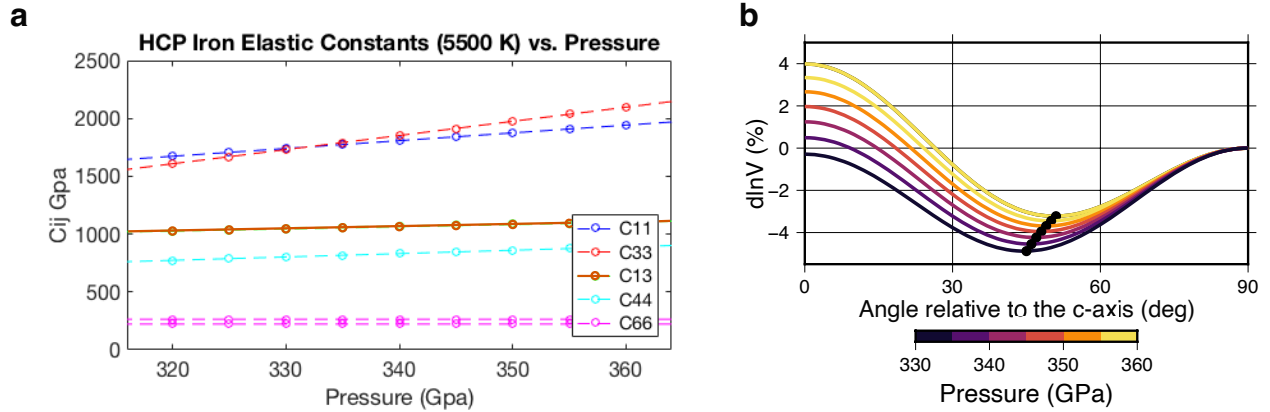 a
HCP Iron Elastic Constants (5500 K) vs. Pressure
2500
2000
1500
1000
500
0
Cij Gpa
320 330 340 350 360
Pressure (Gpa)
C11
C33
C13
C44
C66
b
4
2
0
−2
−4
dlnV (%)
0 30 60 90
Angle relative to the c-axis (deg)
330 340 350 360
Pressure (GPa)